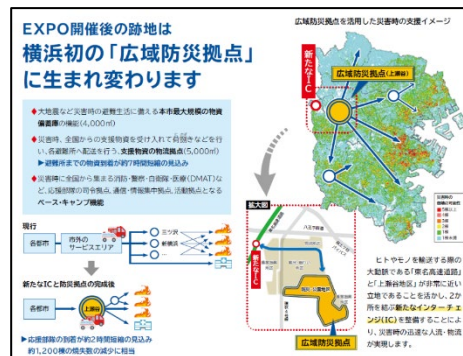 EXPO開催後の跡地は
横浜初の「広域防災拠点」
に生まれ変わります
◆大地震など災害時の避難生活に備える本市最大規模の物資
備蓄庫の機能(4,000㎡)
◆災害時、全国からの支援物資を受け入れて荷捌きなどを行
い、各避難所へ配送を行う、支援物資の物流拠点(5,000㎡)
▶避難所までの物資到着が約7時間短縮の見込み
◆災害時に全国から集まる消防・警察・自衛隊・医療(DMAT)な
ど、応援部隊の司令拠点、通信・情報集中拠点、活動拠点となる
ベース・キャンプ機能
現行
各都市
市外の
サービスエリア
三ツ沢
新横浜
新たなICと防災拠点の完成後
各都市
上瀬谷
▶応援部隊の到着が約2時間短縮の見込み
約1,200棟の焼失数の減少に相当
広域防災拠点を活用した災害時の支援イメージ
新たなIC
広域防災拠点(上瀬谷)
拡大図
新たなIC
広域防災拠点
ヒトやモノを輸送する際の
大動脈である「東名高速道路」
と「上瀬谷地区」が非常に近い
立地であることを活かし、2か
所を結ぶ新たなインターチェ
ンジ(IC)を整備することによ
り、災害時の迅速な人流・物流
が実現します。